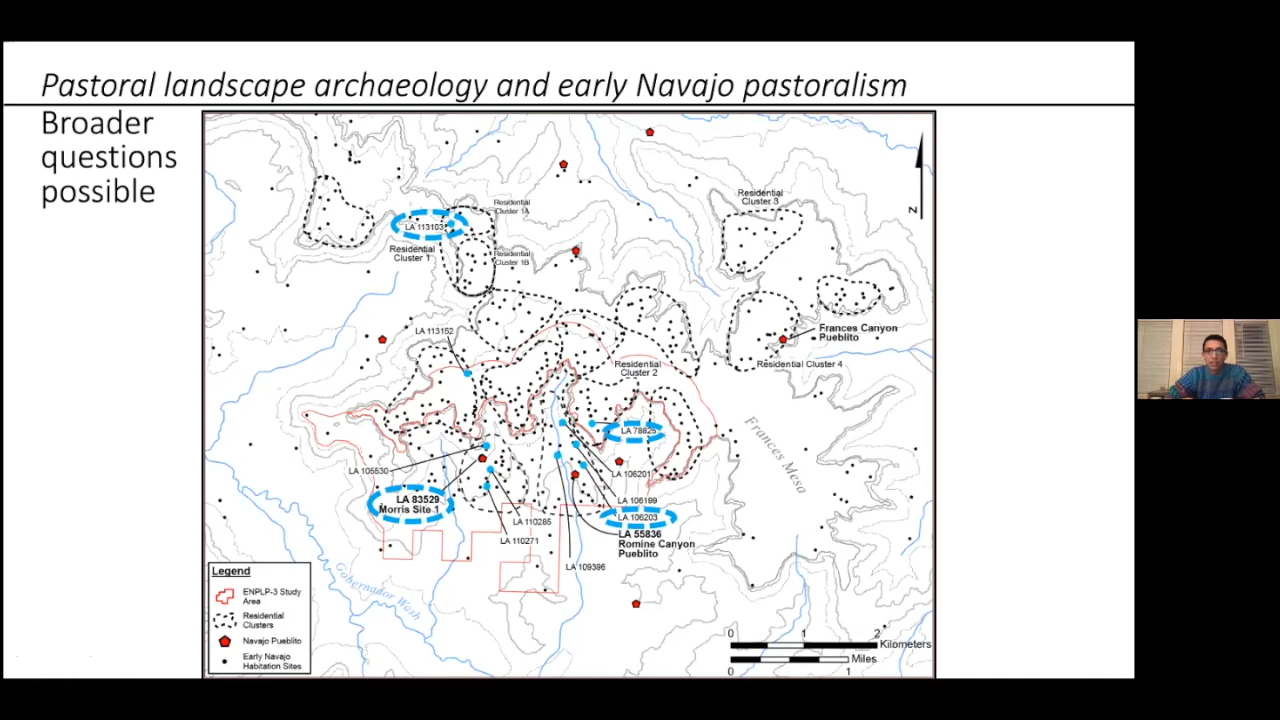 Pastoral landscape archaeology and early Navajo pastoralism
Broader
questions
possible
Residential
Cluster 3
Residential
Cluster 1A
LA 113103
Residential
Cluster 1
Residential
Cluster 1B
N
LA 113152
Frances Canyon
Pueblito
Residential
Cluster 2
Residential Cluster 4
Frances Mesa
LA 78825
LA 105530
LA 106201
LA 83529
Morris Site 1
LA 106199
LA 110285
LA 106203
LA 110271
LA 55836
Romine Canyon
Pueblito
LA 109396
Gobernador Wash
Legend
ENPLP-3 Study
Area
Residential
Clusters
Navajo Pueblito
Early Navajo
Habitation Sites
0 1 2
Kilometers
Miles
0 1